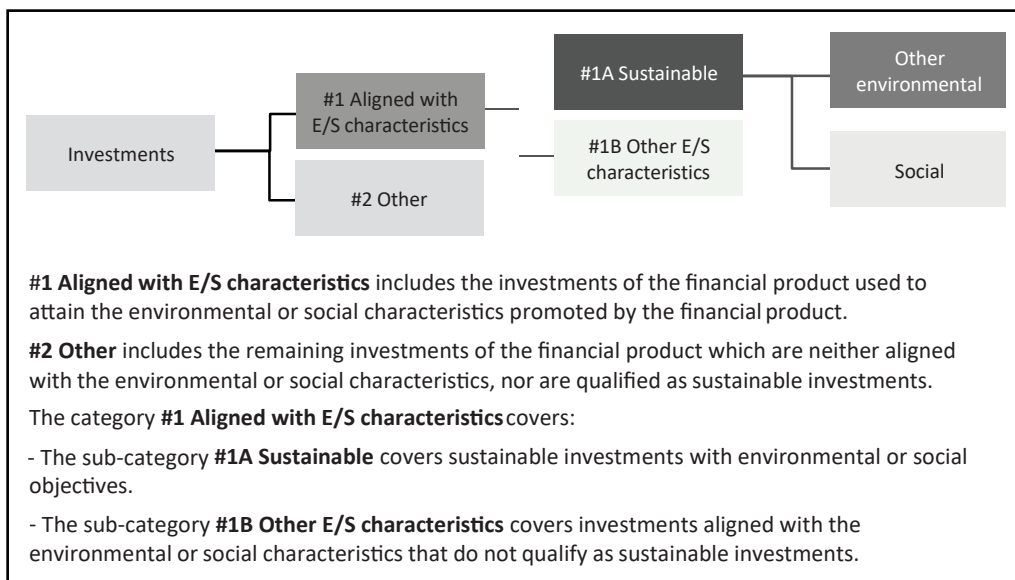 #1A Sustainable
Other
environmental
#1 Aligned with
E/S characteristics
Investments
#1B Other E/S
characteristics
Social
#2 Other
#1 Aligned with E/S characteristics includes the investments of the financial product used to
attain the environmental or social characteristics promoted by the financial product.
#2 Other includes the remaining investments of the financial product which are neither aligned
with the environmental or social characteristics, nor are qualified as sustainable investments.
The category #1 Aligned with E/S characteristics covers:
- The sub-category #1A Sustainable covers sustainable investments with environmental or social
objectives.
- The sub-category #1B Other E/S characteristics covers investments aligned with the
environmental or social characteristics that do not qualify as sustainable investments.